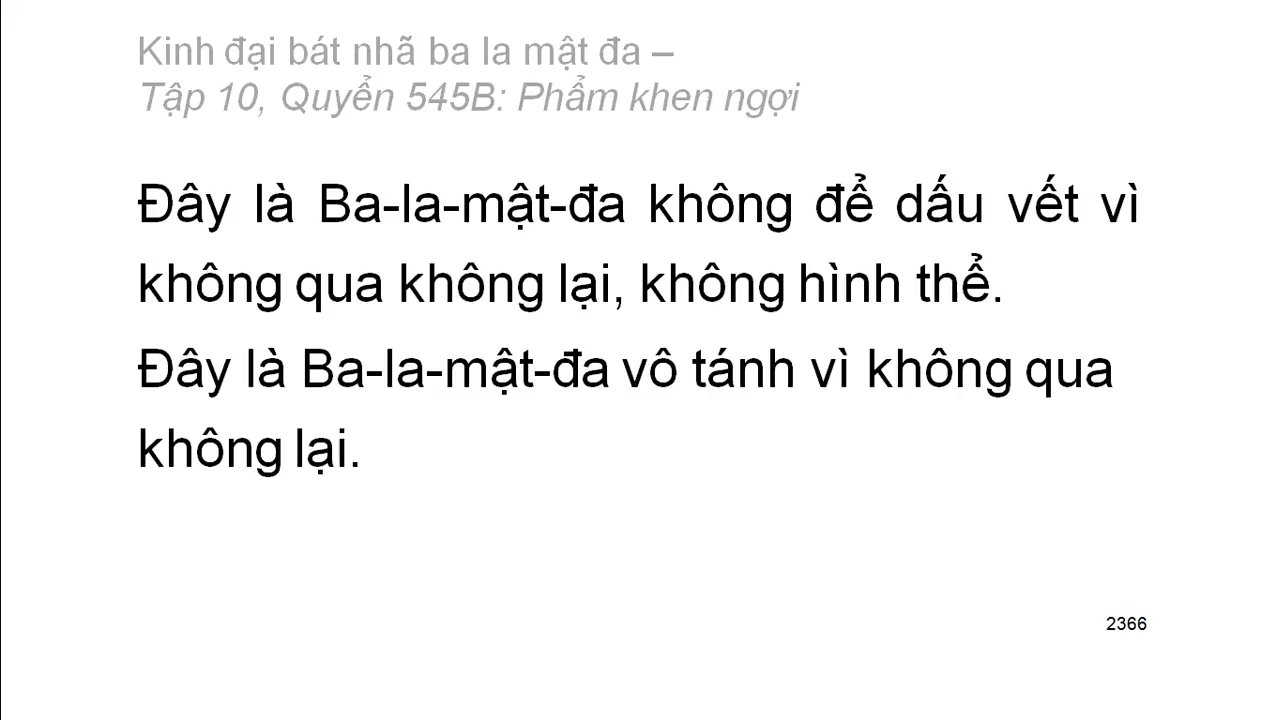 Kinh đại bát nhã ba la mật đa –
Tập 10, Quyển 545B: Phẩm khen ngợi
Đây là Ba-la-mật-đa không để dấu vết vì
không qua không lại, không hình thể.
Đây là Ba-la-mật-đa vô tánh vì không qua
không lại.
2366